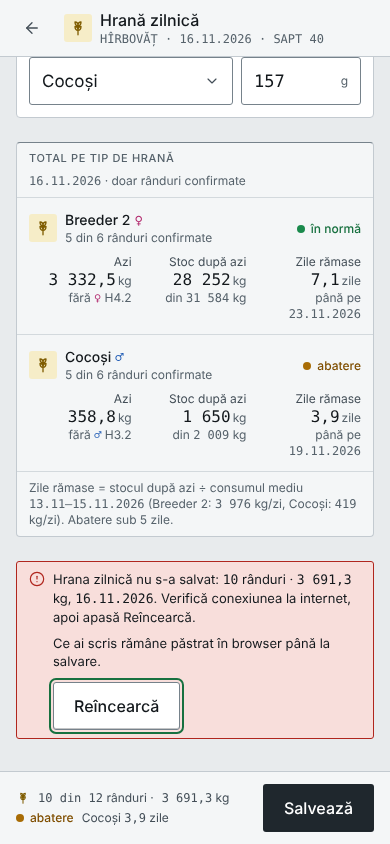 Hrană zilnică
HÎRBOVĂȚ · 16.11.2026 · SAPT 40
Cocoși 157 g
TOTAL PE TIP DE HRANĂ
16.11.2026 · doar rânduri confirmate
Breeder 2 ♀ în normă
5 din 6 rânduri confirmate
Azi Stoc după azi Zile rămase
3 332,5 kg 28 252 kg 7,1 zile
fără ♀ H4.2 din 31 584 kg până pe
23.11.2026
Cocoși ♂ abatere
5 din 6 rânduri confirmate
Azi Stoc după azi Zile rămase
358,8 kg 1 650 kg 3,9 zile
fără ♂ H3.2 din 2 009 kg până pe
19.11.2026
Zile rămase = stocul după azi ÷ consumul mediu
13.11–15.11.2026 (Breeder 2: 3 976 kg/zi, Cocoși: 419
kg/zi). Abatere sub 5 zile.
Hrana zilnică nu s-a salvat: 10 rânduri · 3 691,3
kg, 16.11.2026. Verifică conexiunea la internet,
apoi apasă Reîncearcă.
Ce ai scris rămâne păstrat în browser până la
salvare.
Reîncearcă
10 din 12 rânduri · 3 691,3 kg
abatere Cocoși 3,9 zile
Salvează